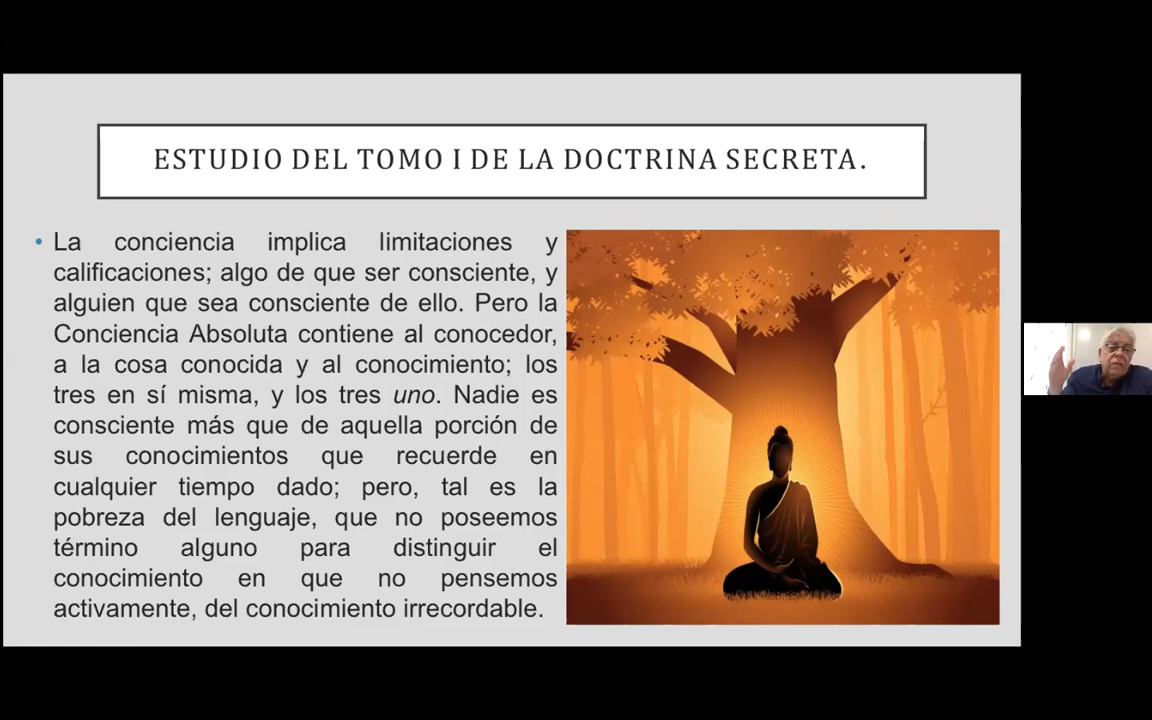 ESTUDIO DEL TOMO I DE LA DOCTRINA SECRETA.
• La conciencia implica limitaciones y
calificaciones; algo de que ser consciente, y
alguien que sea consciente de ello. Pero la
Conciencia Absoluta contiene al conocedor,
a la cosa conocida y al conocimiento; los
tres en sí misma, y los tres uno. Nadie es
consciente más que de aquella porción de
sus conocimientos que recuerde en
cualquier tiempo dado; pero, tal es la
pobreza del lenguaje, que no poseemos
término alguno para distinguir el
conocimiento en que no pensemos
activamente, del conocimiento irrecordable.